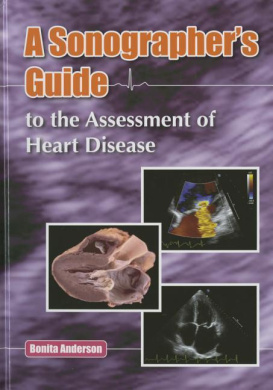 A Sonographer's
Guide
to the Assessment of
Heart Disease
Bonita Anderson